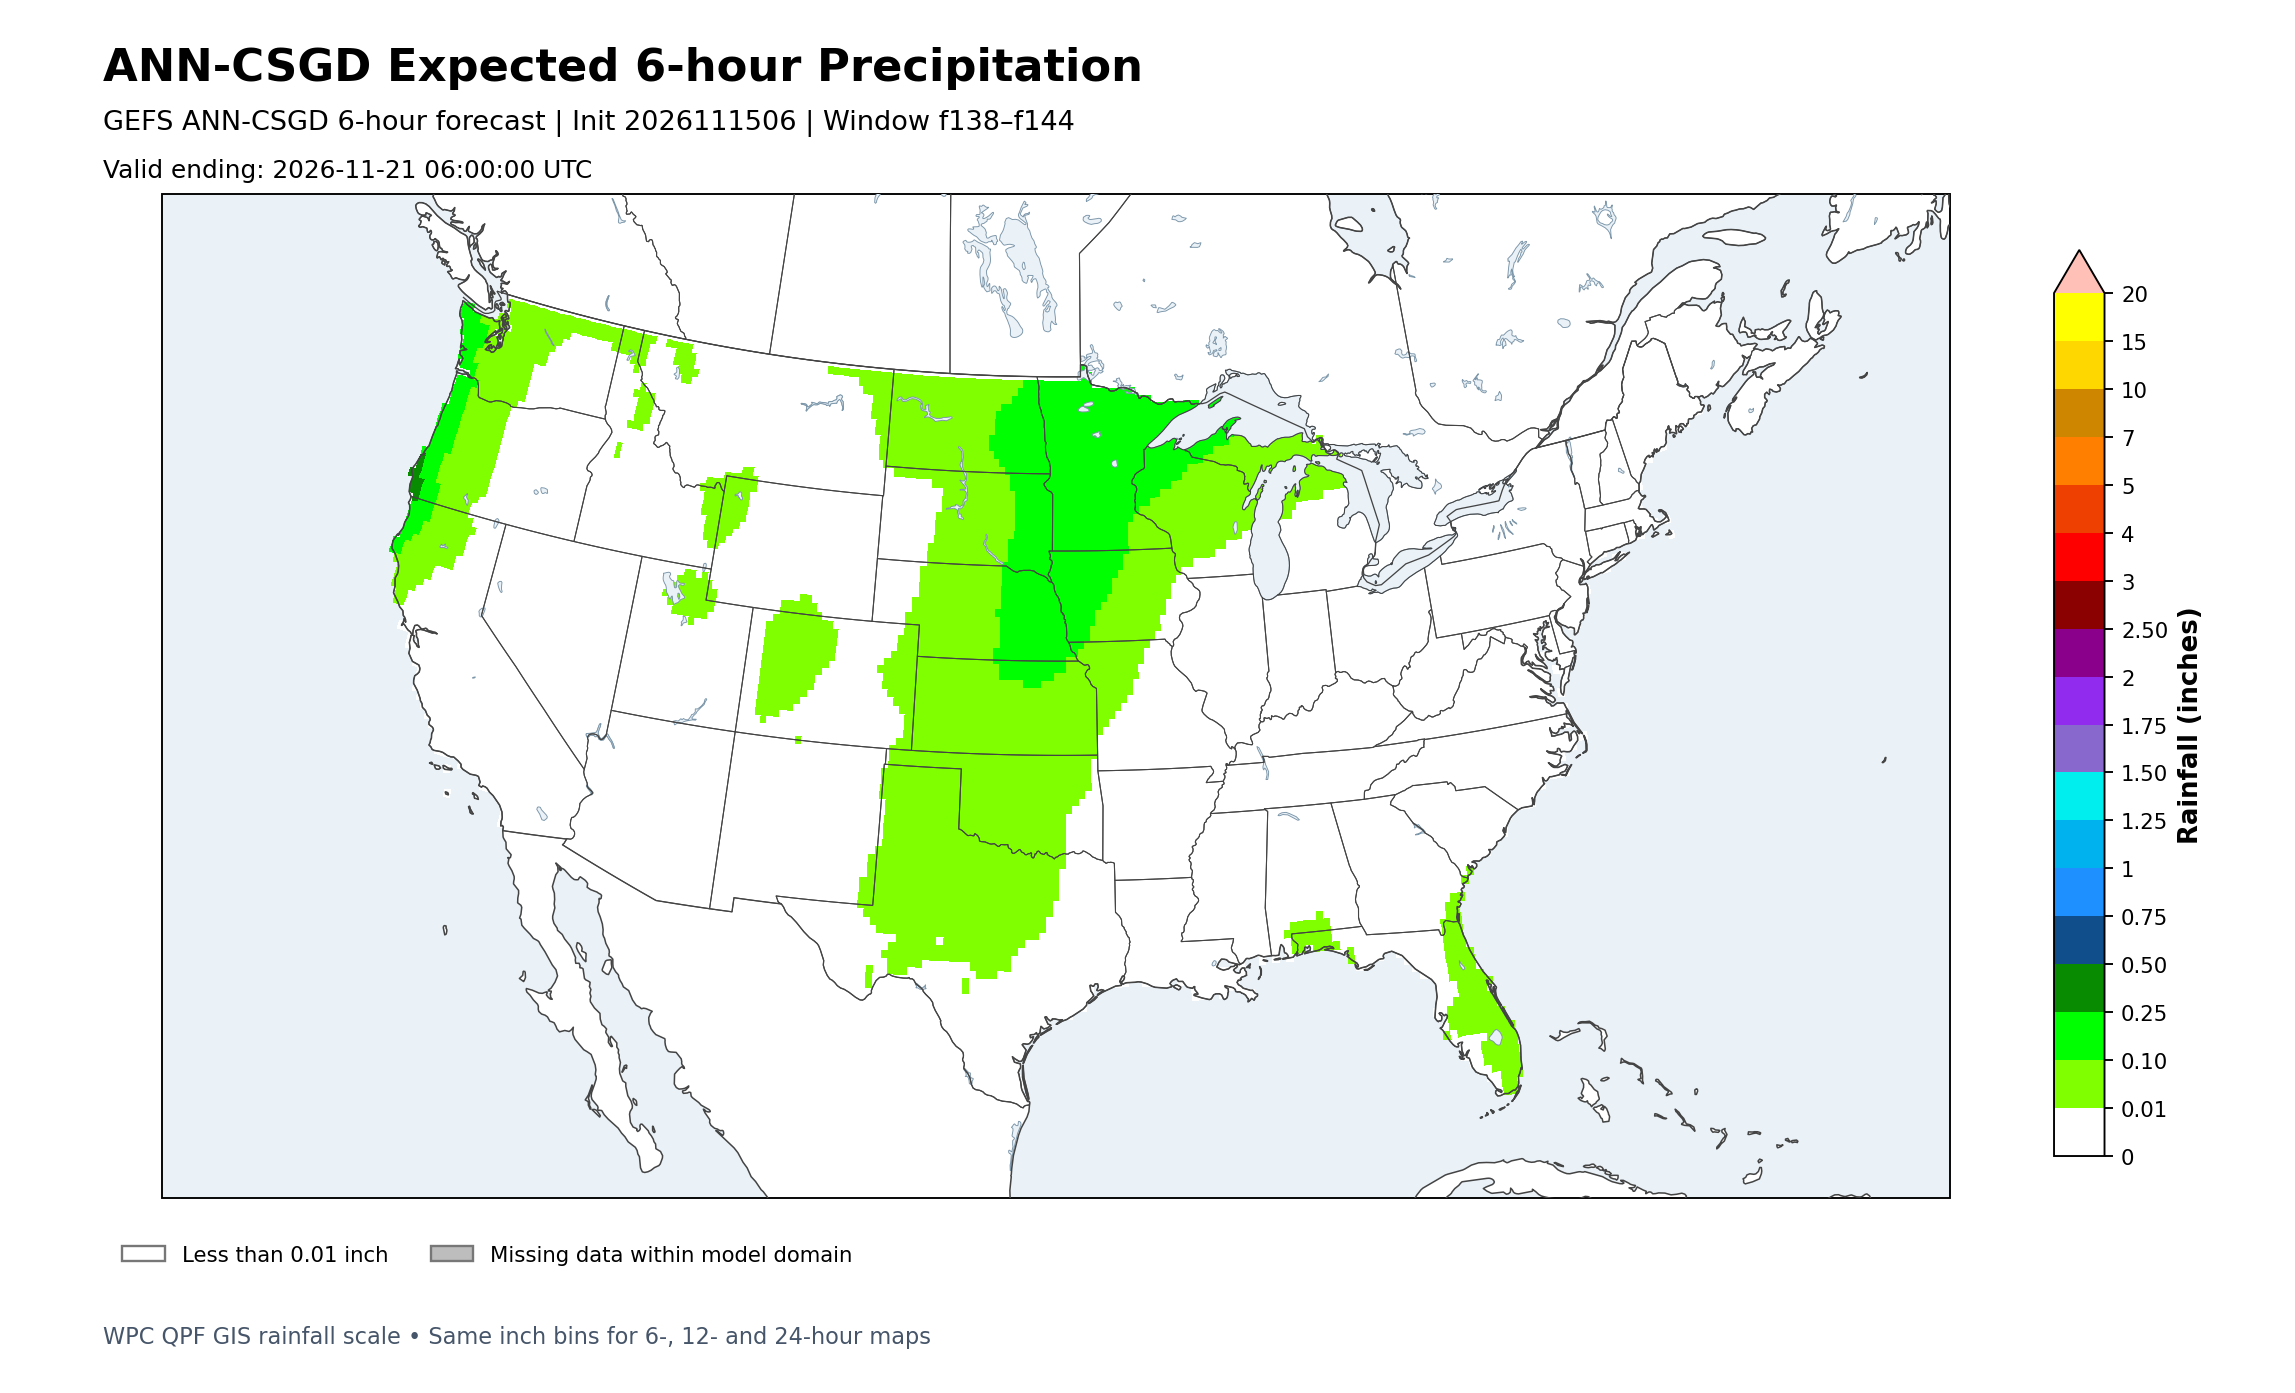 ANN-CSGD Expected 6-hour Precipitation
GEFS ANN-CSGD 6-hour forecast | Init 2026111506 | Window f138–f144
Valid ending: 2026-11-21 06:00:00 UTC
20
15
10
7
5
4
3
2.50
2
1.75
1.50
1.25
1
0.75
0.50
0.25
0.10
0.01
0
Rainfall (inches)
Less than 0.01 inch
Missing data within model domain
WPC QPF GIS rainfall scale • Same inch bins for 6-, 12- and 24-hour maps